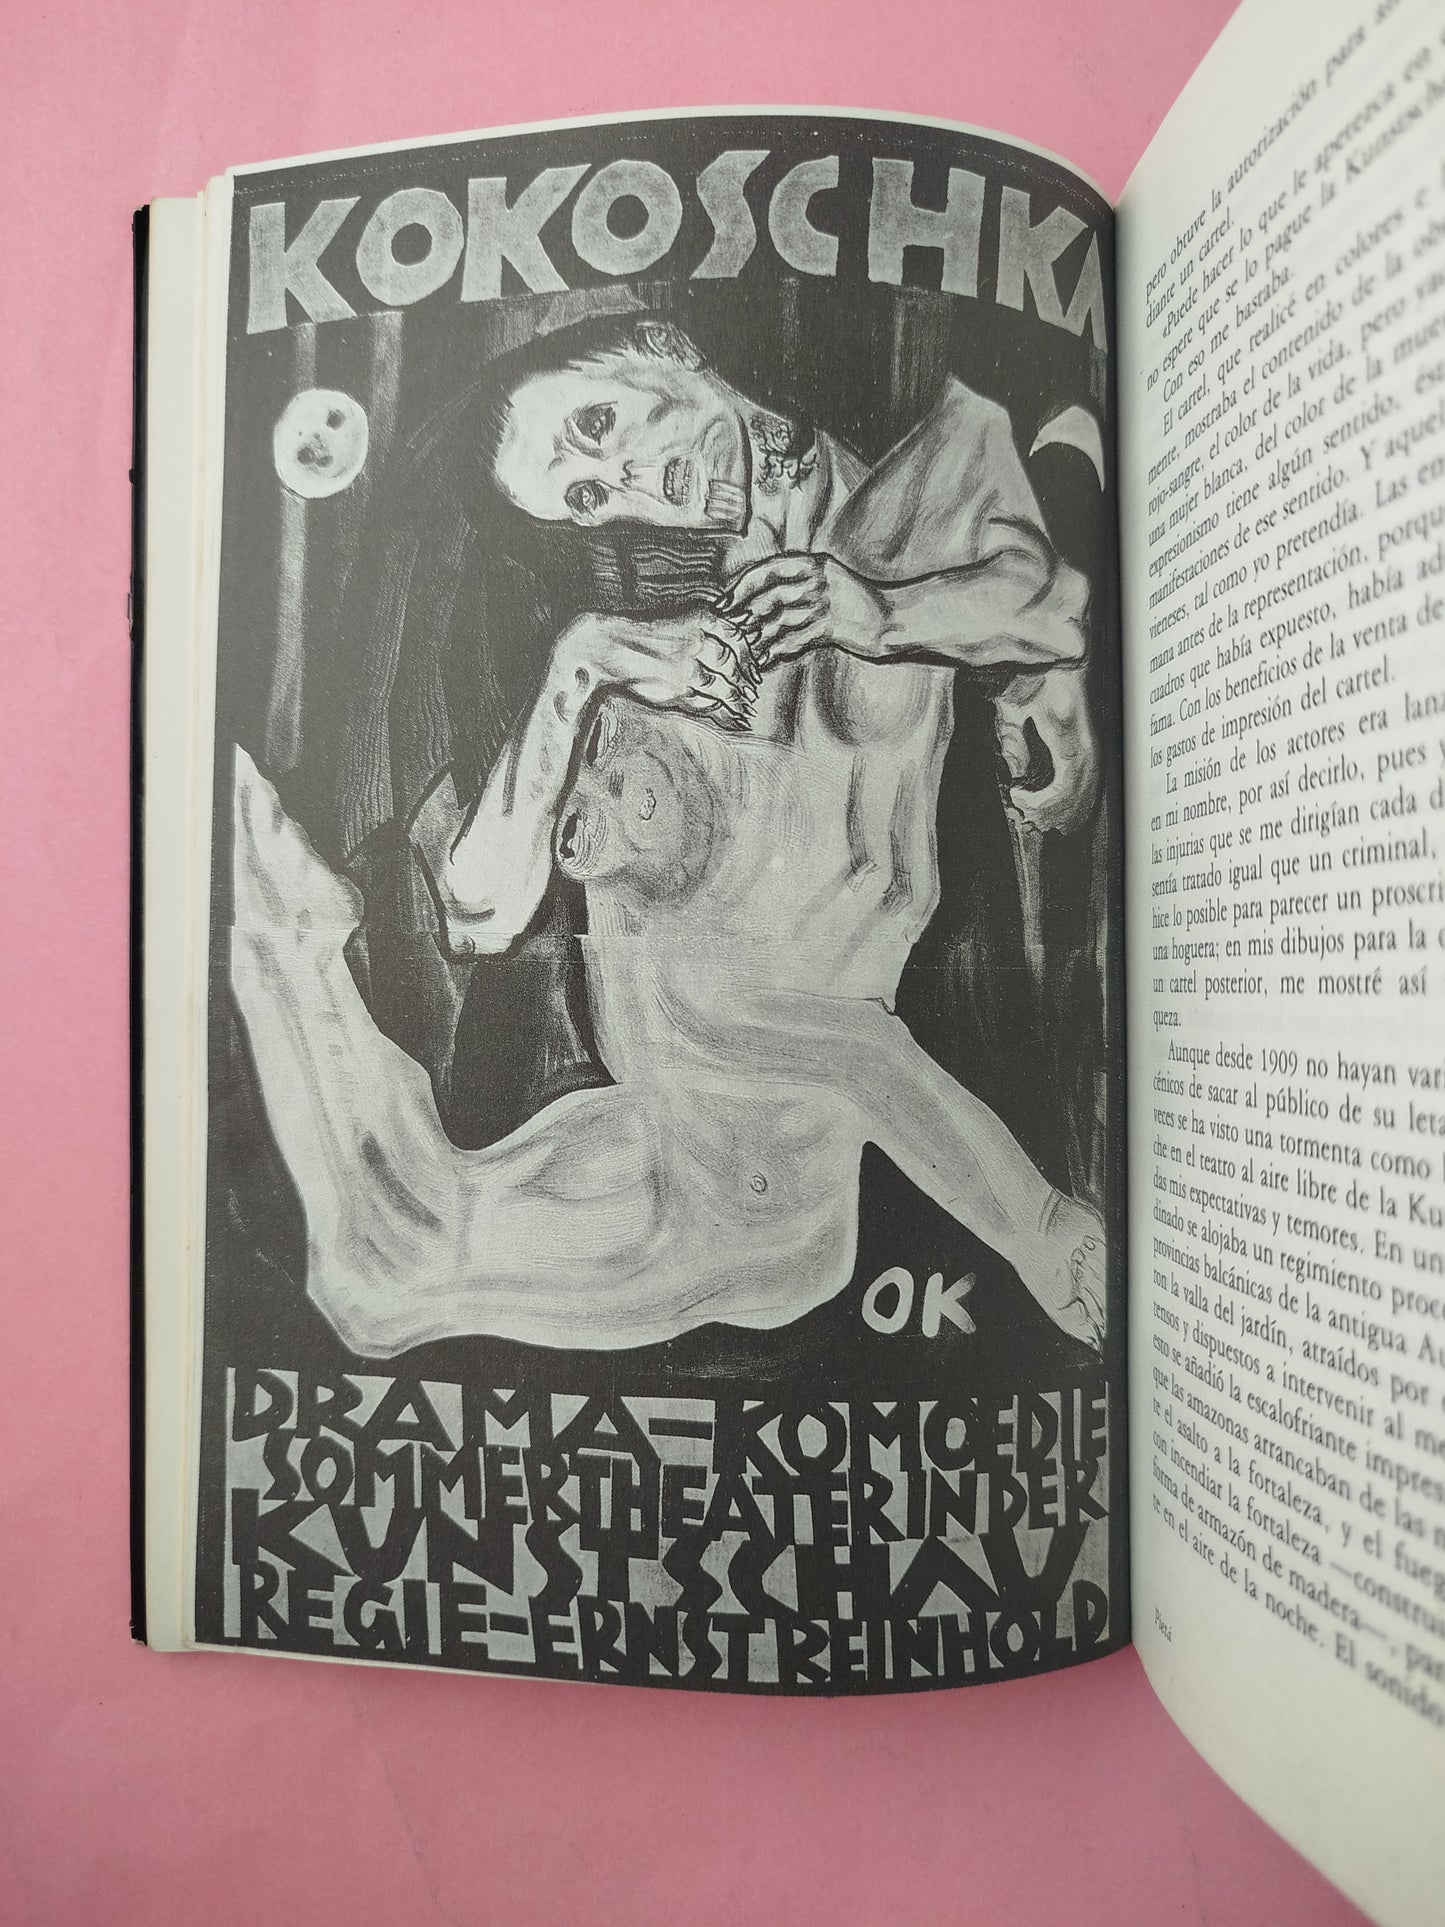 KOKOSCHKA
OK
DRAMA-KOMOEDIE
SOMMERTHEATER IN DER
KUNSTSCHAU
REGIE-ERNST REINHOLD
pero obtuve la autorización para
diante un cartel.
«Puede hacer lo que le apetezca en
no espere que se lo pague la
Con eso me bastaba.
El cartel, que realicé en colores e
mente, mostraba el contenido de la
rojo-sangre, el color de la vida, pero
una mujer blanca, del color de la
expresionismo tiene algún sentido,
manifestaciones de ese sentido. Y
vieneses, tal como yo pretendía. Las
mana antes de la representación,
cuadros que había expuesto, había
fama. Con los beneficios de la venta de
los gastos de impresión del cartel.
La misión de los actores era
en mi nombre, por así decirlo, pues
las injurias que se me dirigían cada
sentía tratado igual que un criminal,
hice lo posible para parecer un
una hoguera; en mis dibujos para la
un cartel posterior, me mostré así
queza.
Aunque desde 1909 no hayan
cénicos de sacar al público de su
veces se ha visto una tormenta como
che en el teatro al aire libre de la
das mis expectativas y temores. En
dinado se alojaba un regimiento
provincias balcánicas de la antigua
ron la valla del jardín, atraídos por
tensos y dispuestos a intervenir al
esto se añadió la escalofriante
que las amazonas arrancaban de las
te el asalto a la fortaleza, y el
con incendiar la fortaleza
forma de armazón de madera—,
te en el aire de la noche. El sonido
Pietá